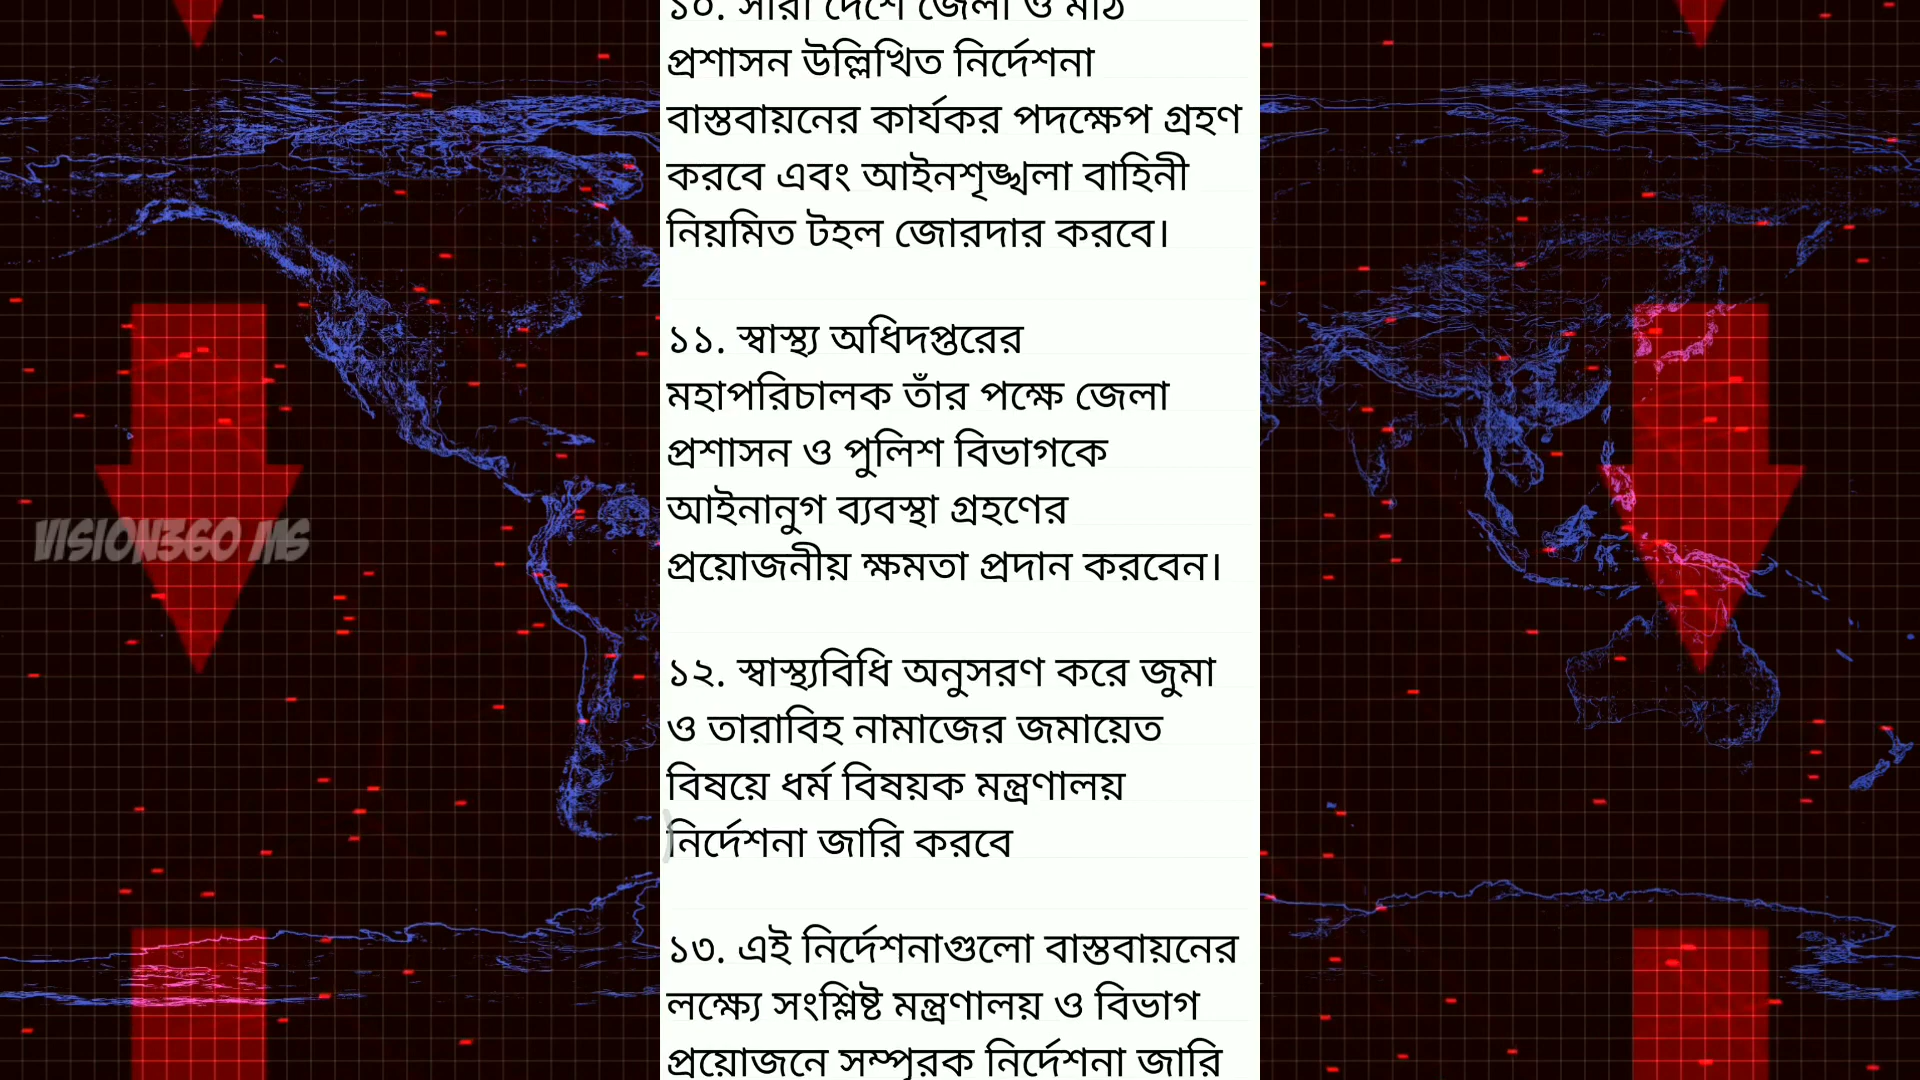 ১০. সারা দেশে জেলা ও মাঠ
প্রশাসন উল্লিখিত নির্দেশনা
বাস্তবায়নের কার্যকর পদক্ষেপ গ্রহণ
করবে এবং আইনশৃঙ্খলা বাহিনী
নিয়মিত টহল জোরদার করবে।
১১. স্বাস্থ্য অধিদপ্তরের
মহাপরিচালক তাঁর পক্ষে জেলা
প্রশাসন ও পুলিশ বিভাগকে
আইনানুগ ব্যবস্থা গ্রহণের
প্রয়োজনীয় ক্ষমতা প্রদান করবেন।
১২. স্বাস্থ্যবিধি অনুসরণ করে জুমা
ও তারাবিহ নামাজের জমায়েত
বিষয়ে ধর্ম বিষয়ক মন্ত্রণালয়
নির্দেশনা জারি করবে
১৩. এই নির্দেশনাগুলো বাস্তবায়নের
লক্ষ্যে সংশ্লিষ্ট মন্ত্রণালয় ও বিভাগ
প্রয়োজনে সম্পূরক নির্দেশনা জারি
VISION360 MS